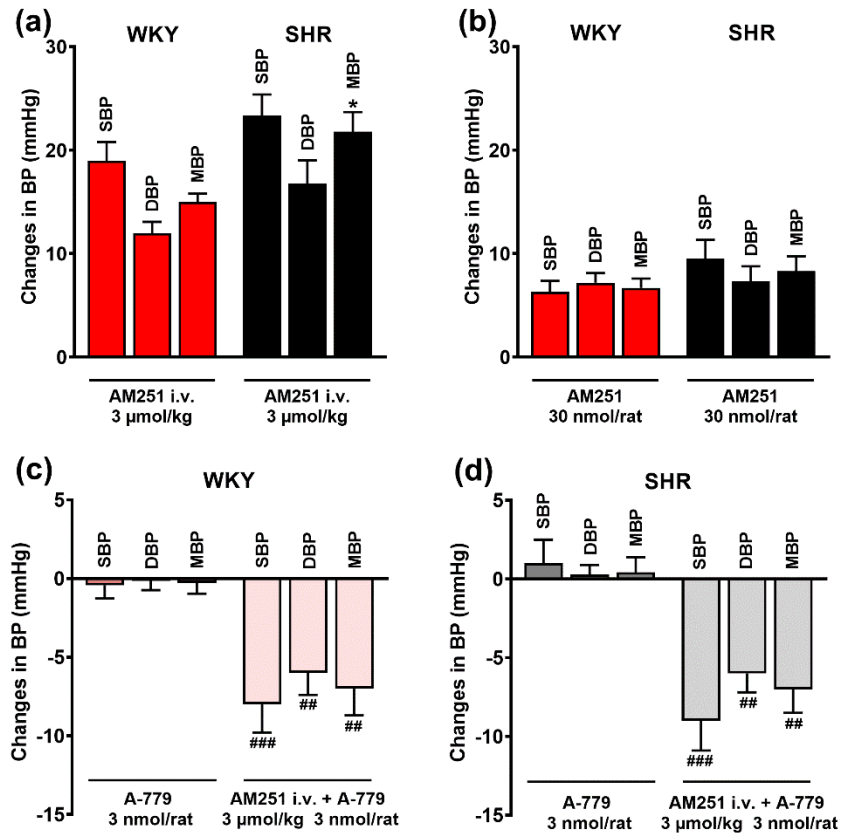 (a)
WKY
SHR
Changes in BP (mmHg)
30
20
10
0
SBP
DBP
MBP
SBP
DBP
MBP
*
AM251 i.v.
3 µmol/kg
AM251 i.v.
3 µmol/kg
(b)
WKY
SHR
Changes in BP (mmHg)
30
20
10
0
SBP
DBP
MBP
SBP
DBP
MBP
AM251
30 nmol/rat
AM251
30 nmol/rat
(c)
WKY
Changes in BP (mmHg)
5
0
-5
-10
-15
SBP
DBP
MBP
SBP
DBP
MBP
###
##
##
A-779
3 nmol/rat
AM251 i.v. + A-779
3 µmol/kg 3 nmol/rat
(d)
SHR
Changes in BP (mmHg)
5
0
-5
-10
-15
SBP
DBP
MBP
SBP
DBP
MBP
###
##
##
A-779
3 nmol/rat
AM251 i.v. + A-779
3 µmol/kg 3 nmol/rat